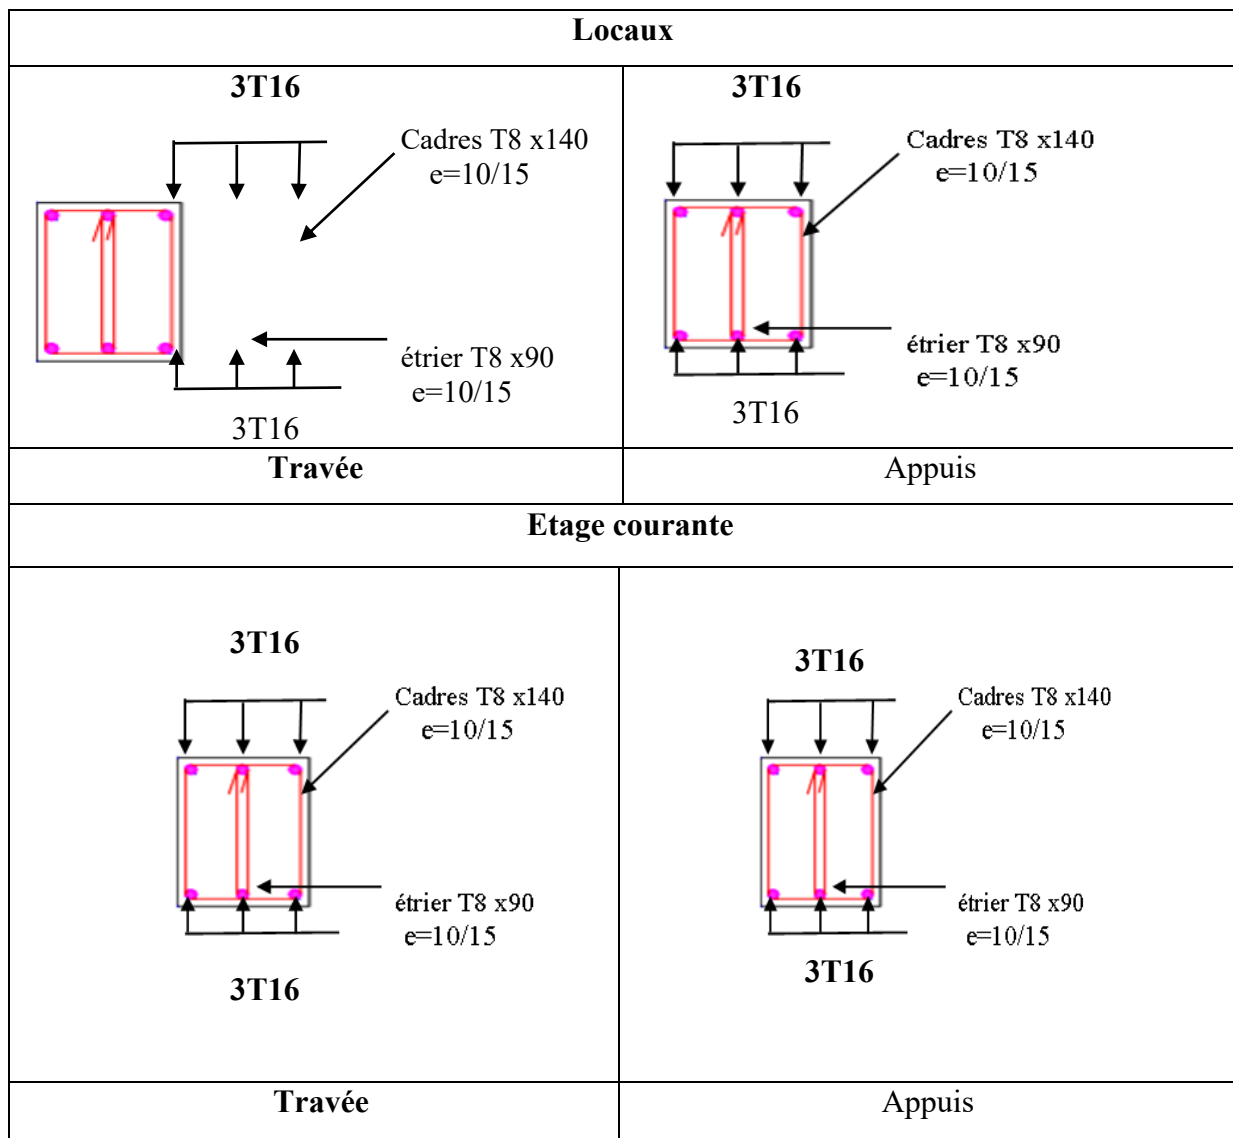 Locaux
3T16
Cadres T8 x140
e=10/15
étrier T8 x90
e=10/15
3T16
3T16
Cadres T8 x140
e=10/15
étrier T8 x90
e=10/15
3T16
Travée
Appuis
Etage courante
3T16
Cadres T8 x140
e=10/15
étrier T8 x90
e=10/15
3T16
3T16
Cadres T8 x140
e=10/15
étrier T8 x90
e=10/15
3T16
Travée
Appuis